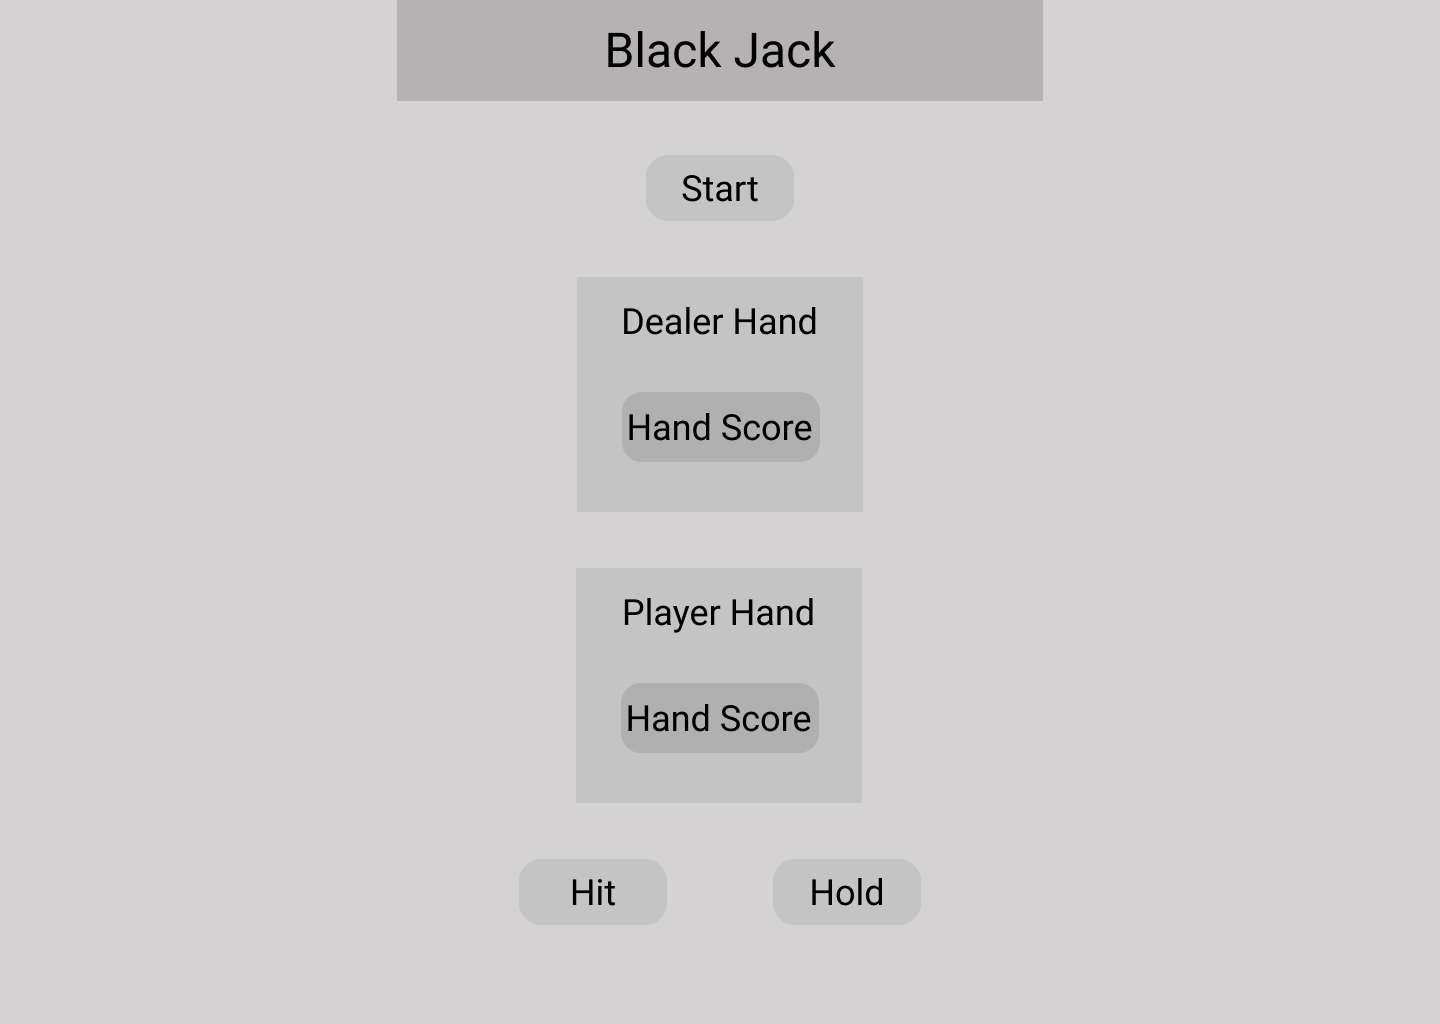 Black Jack
Start
Dealer Hand
Hand Score
Player Hand
Hand Score
Hit
Hold